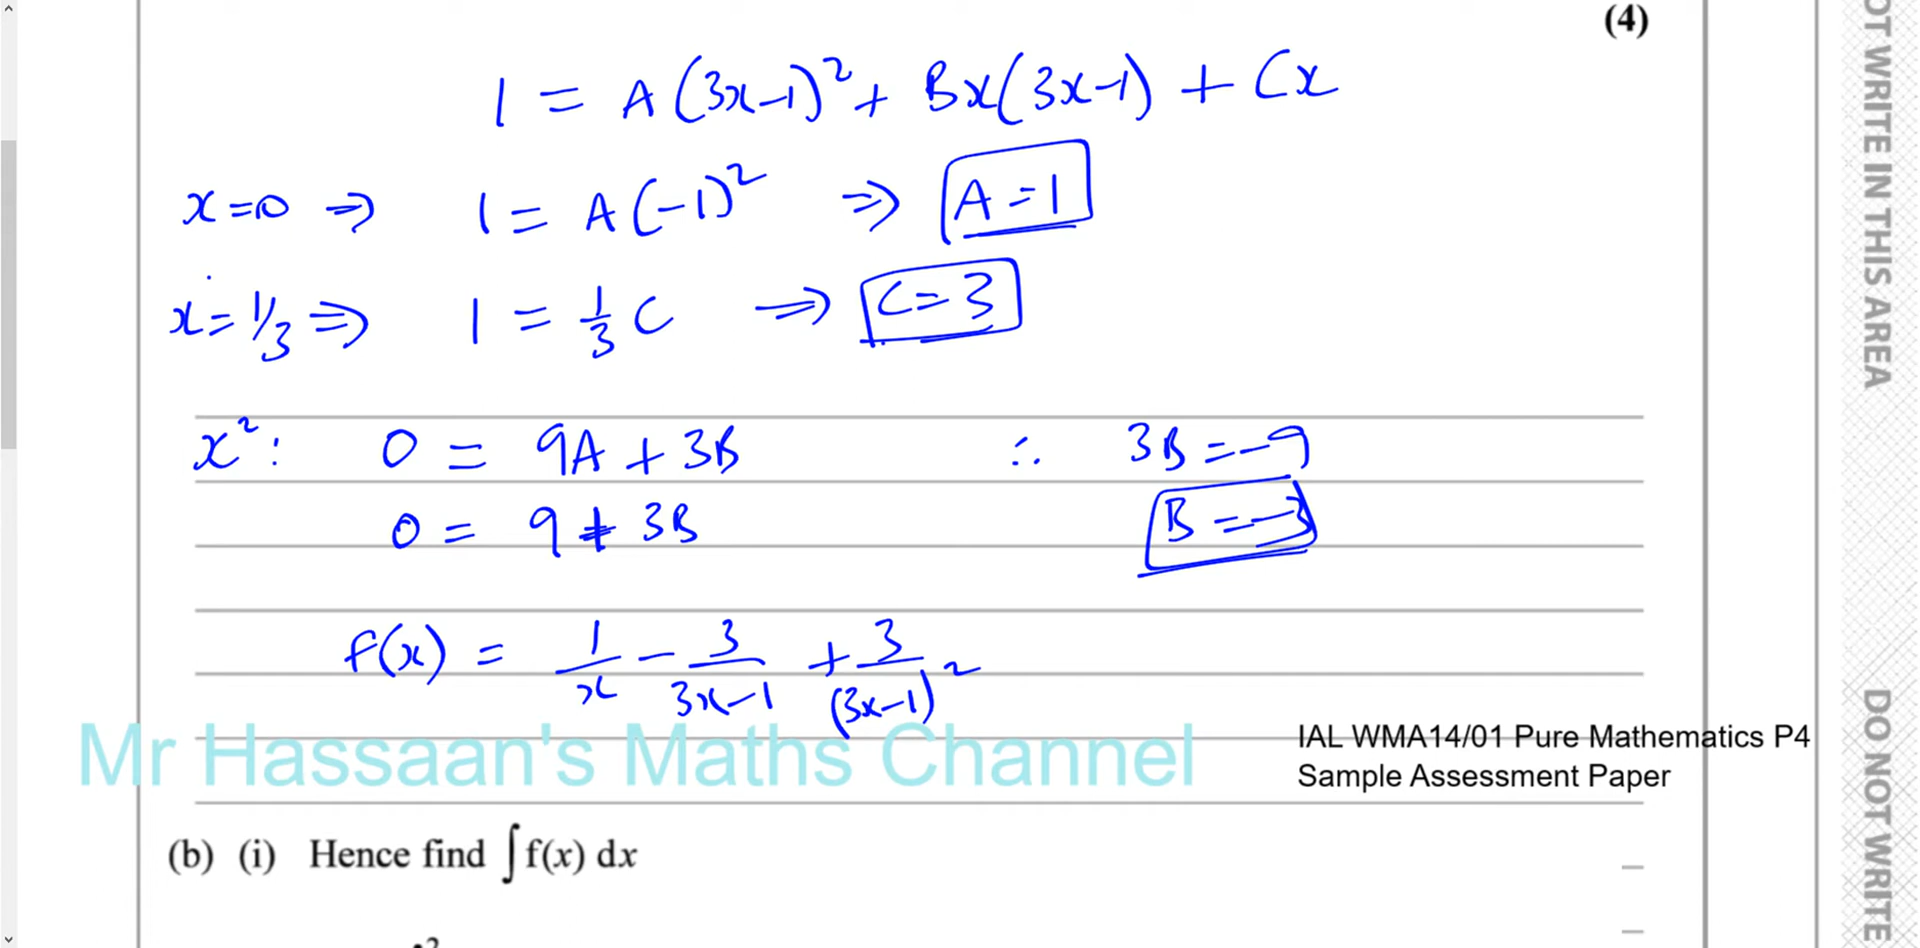 (4)
1 = A(3x-1)² + Bx(3x-1) + Cx
x=0 ⇒ 1 = A(-1)² ⇒ A=1
x=1/3 ⇒ 1 = 1/3 C ⇒ C=3
x²: 0 = 9A + 3B ∴ 3B=-9
0 = 9 + 3B B=-3
f(x) = 1/x - 3/(3x-1) + 3/(3x-1)²
Mr Hassaan's Maths Channel
IAL WMA14/01 Pure Mathematics P4
Sample Assessment Paper
(b) (i) Hence find ∫f(x) dx
OT WRITE IN THIS AREA
DO NOT WRITE